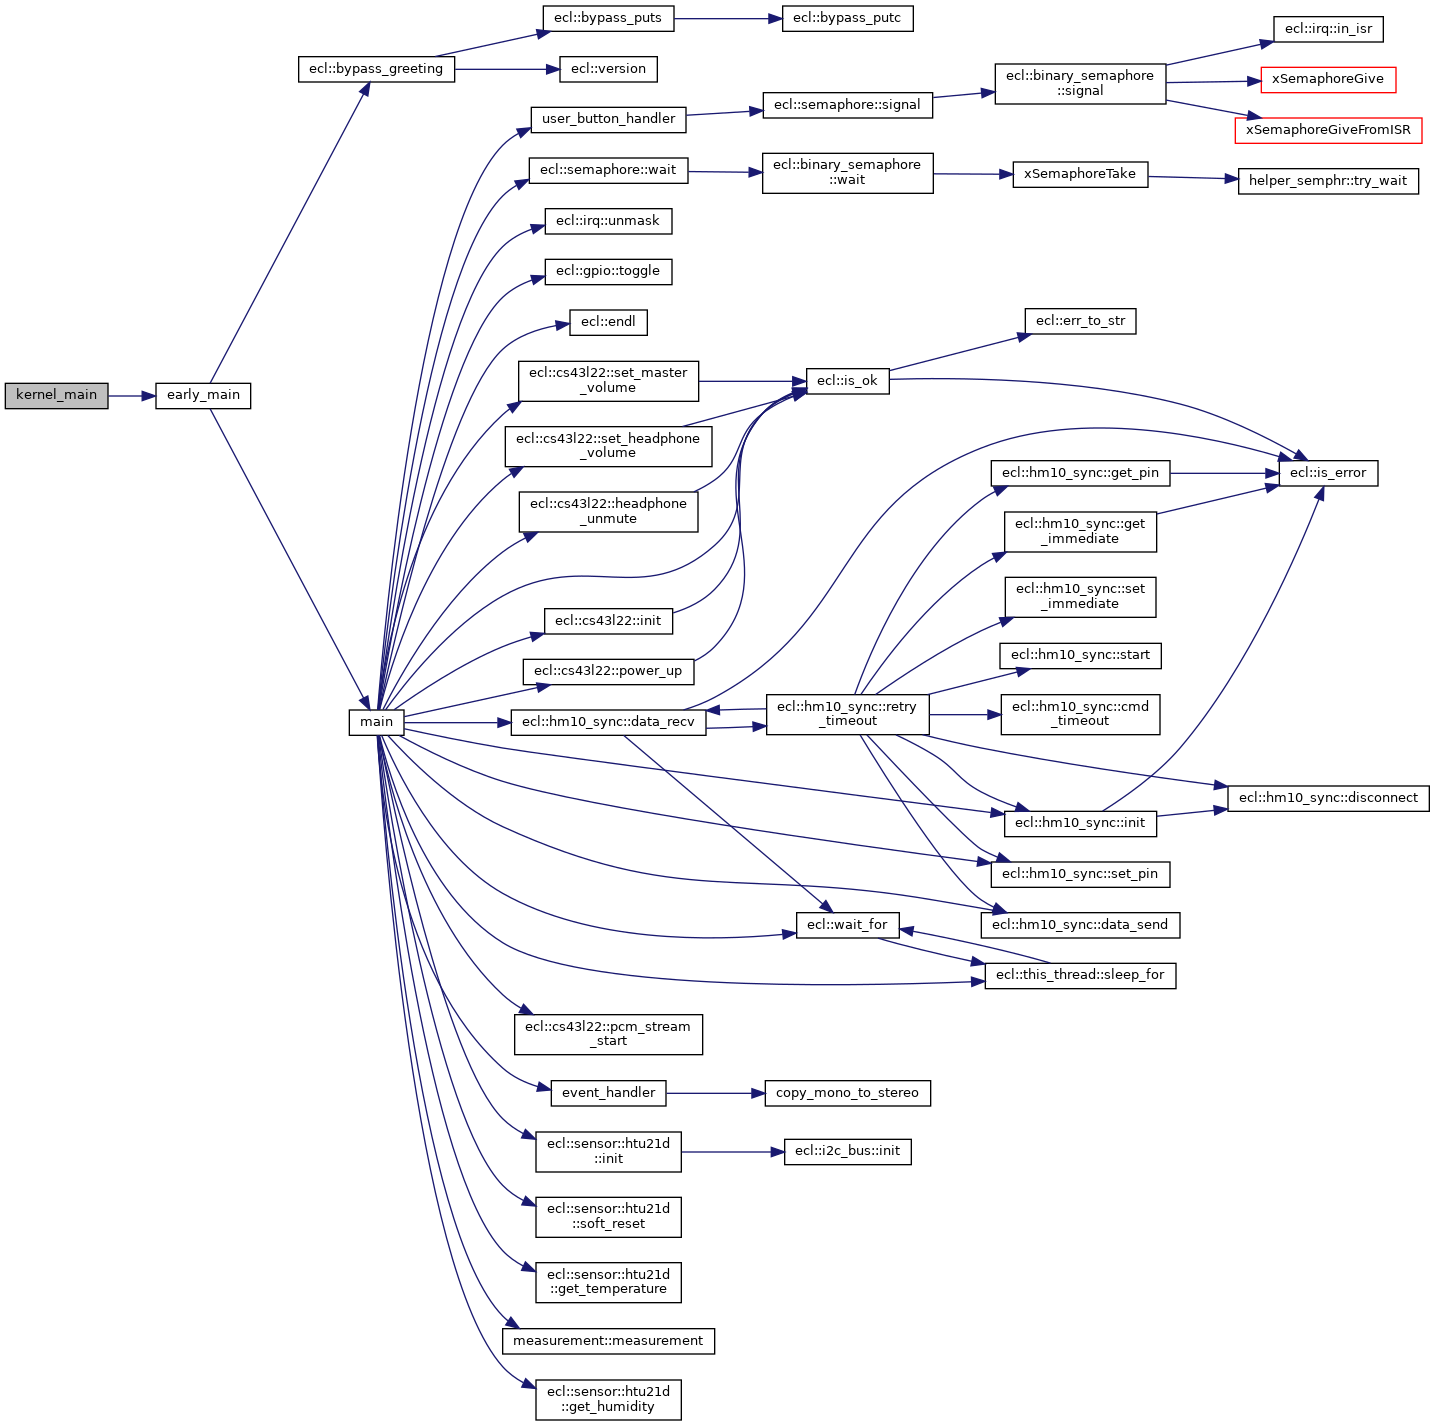 kernel_main
early_main
ecl::bypass_greeting
ecl::bypass_puts
ecl::bypass_putc
ecl::version
main
user_button_handler
ecl::semaphore::signal
ecl::binary_semaphore
::signal
ecl::irq::in_isr
xSemaphoreGive
xSemaphoreGiveFromISR
ecl::semaphore::wait
ecl::binary_semaphore
::wait
xSemaphoreTake
helper_semphr::try_wait
ecl::irq::unmask
ecl::gpio::toggle
ecl::endl
ecl::cs43l22::set_master
_volume
ecl::is_ok
ecl::err_to_str
ecl::is_error
ecl::cs43l22::set_headphone
_volume
ecl::cs43l22::headphone
_unmute
ecl::cs43l22::init
ecl::cs43l22::power_up
ecl::hm10_sync::data_recv
ecl::hm10_sync::retry
_timeout
ecl::hm10_sync::get_pin
ecl::hm10_sync::get
_immediate
ecl::hm10_sync::set
_immediate
ecl::hm10_sync::start
ecl::hm10_sync::cmd
_timeout
ecl::hm10_sync::disconnect
ecl::hm10_sync::init
ecl::hm10_sync::set_pin
ecl::hm10_sync::data_send
ecl::wait_for
ecl::this_thread::sleep_for
ecl::cs43l22::pcm_stream
_start
event_handler
copy_mono_to_stereo
ecl::sensor::htu21d
::init
ecl::i2c_bus::init
ecl::sensor::htu21d
::soft_reset
ecl::sensor::htu21d
::get_temperature
measurement::measurement
ecl::sensor::htu21d
::get_humidity